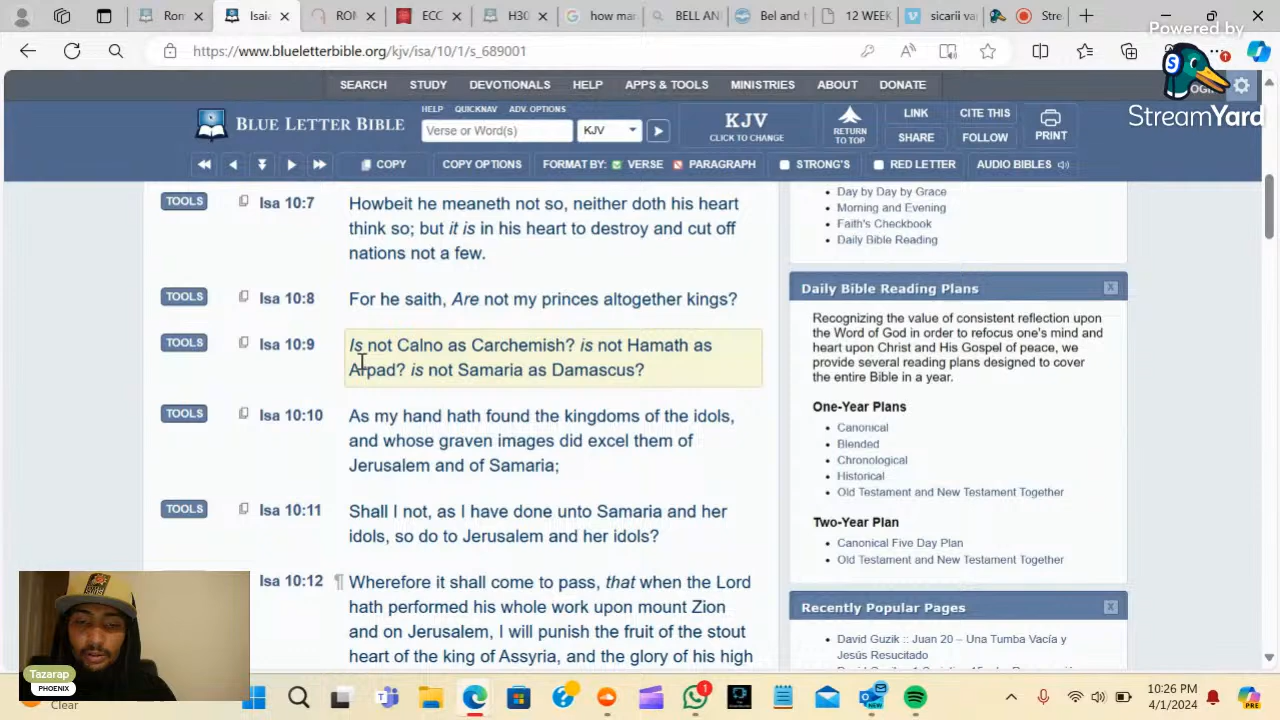 Ron
Isaia
RO
ECC
H30
how mar
BELL AN
Bel and t
12 WEEK
sicarii va
Stre
Powered by
https://www.blueletterbible.org/kjv/isa/10/1/s_689001
StreamYard
SEARCH STUDY DEVOTIONALS HELP APPS & TOOLS MINISTRIES ABOUT DONATE
BLUE LETTER BIBLE
HELP QUICKNAV ADV. OPTIONS
Verse or Word(s)
KJV
KJV
CLICK TO CHANGE
RETURN
TO TOP
LINK
CITE THIS
SHARE
FOLLOW
PRINT
COPY COPY OPTIONS FORMAT BY: VERSE PARAGRAPH STRONG'S RED LETTER AUDIO BIBLES
TOOLS Isa 10:7 Howbeit he meaneth not so, neither doth his heart
think so; but it is in his heart to destroy and cut off
nations not a few.
TOOLS Isa 10:8 For he saith, Are not my princes altogether kings?
TOOLS Isa 10:9 Is not Calno as Carchemish? is not Hamath as
Arpad? is not Samaria as Damascus?
TOOLS Isa 10:10 As my hand hath found the kingdoms of the idols,
and whose graven images did excel them of
Jerusalem and of Samaria;
TOOLS Isa 10:11 Shall I not, as I have done unto Samaria and her
idols, so do to Jerusalem and her idols?
Isa 10:12 ¶ Wherefore it shall come to pass, that when the Lord
hath performed his whole work upon mount Zion
and on Jerusalem, I will punish the fruit of the stout
heart of the king of Assyria, and the glory of his high
Day by Day by Grace
Morning and Evening
Faith's Checkbook
Daily Bible Reading
Daily Bible Reading Plans
Recognizing the value of consistent reflection upon
the Word of God in order to refocus one's mind and
heart upon Christ and His Gospel of peace, we
provide several reading plans designed to cover
the entire Bible in a year.
One-Year Plans
Canonical
Blended
Chronological
Historical
Old Testament and New Testament Together
Two-Year Plan
Canonical Five Day Plan
Old Testament and New Testament Together
Recently Popular Pages
David Guzik :: Juan 20 – Una Tumba Vacía y
Jesús Resucitado
Tazarap
PHOENIX
Clear
1
NEW
10:26 PM
4/1/2024
PRE